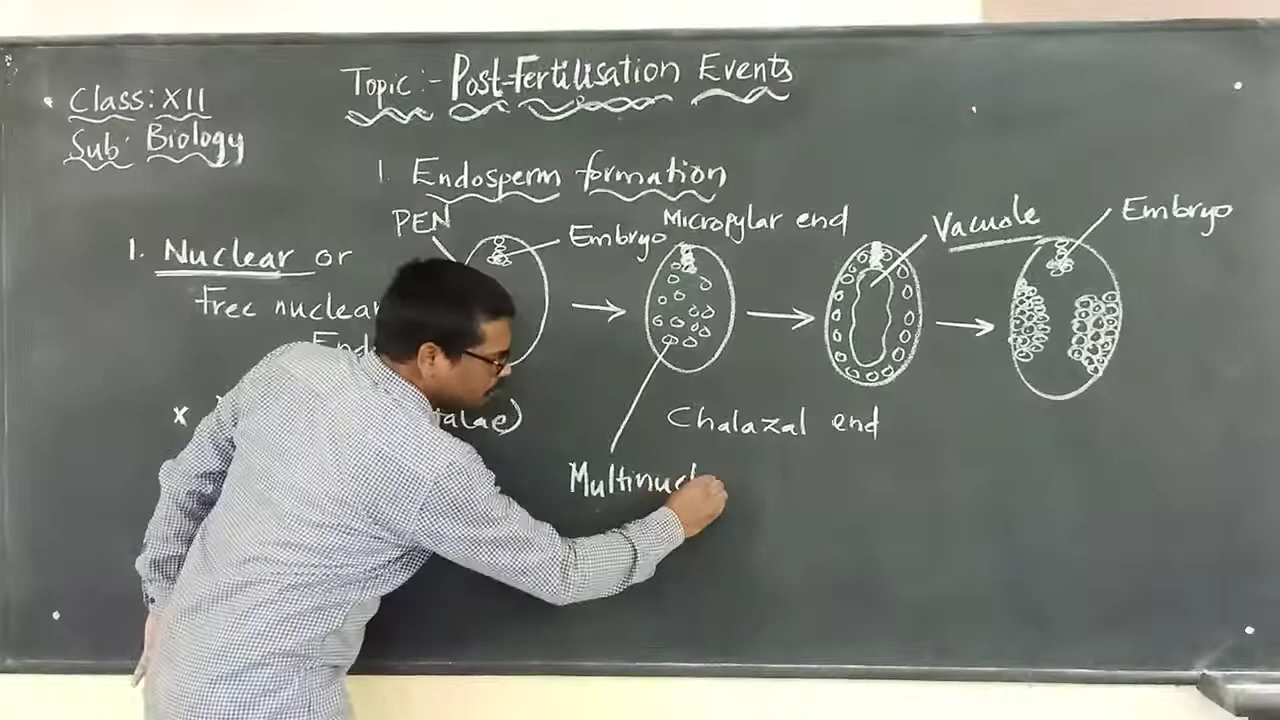 Topic :- Post-Fertilisation Events
Class: XII
Sub: Biology
1. Endosperm formation
PEN
Embryo
Micropylar end
Vacuole
Embryo
1. Nuclear or
Free nuclear
End
x
talae)
Chalazal end
Multinucl